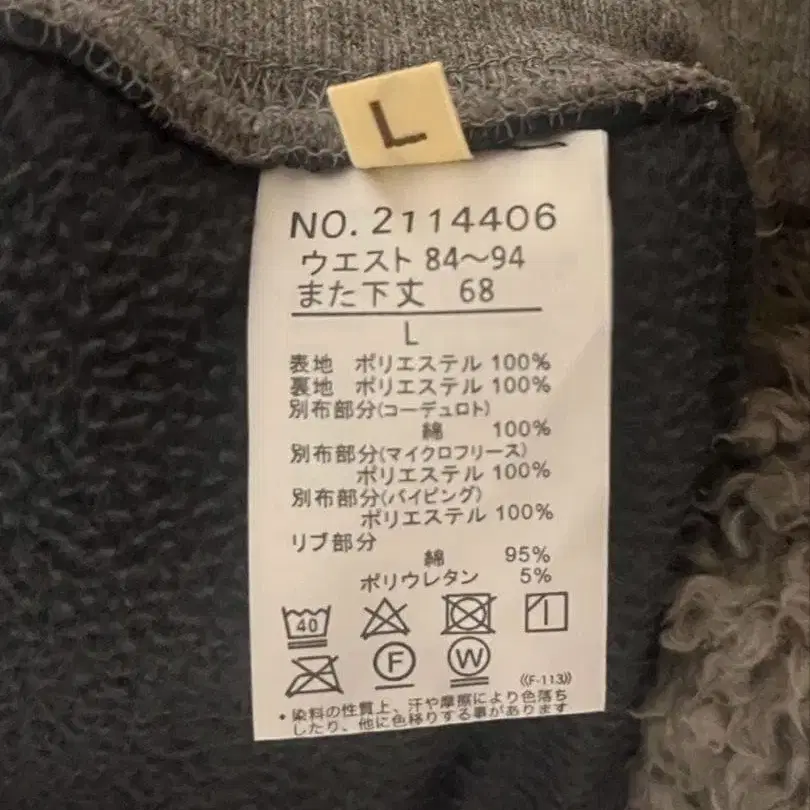 L
NO. 2114406
ウエスト 84～94
また下丈 68
L
表地 ポリエステル 100%
裏地 ポリエステル 100%
別布部分(コーデュロト)
綿 100%
別布部分(マイクロフリース)
ポリエステル 100%
別布部分(パイピング)
ポリエステル 100%
リブ部分
綿 95%
ポリウレタン 5%
40
F W
((F-113))
・染料の性質上、汗や摩擦により色落ち
したり、他に色移りする事があります